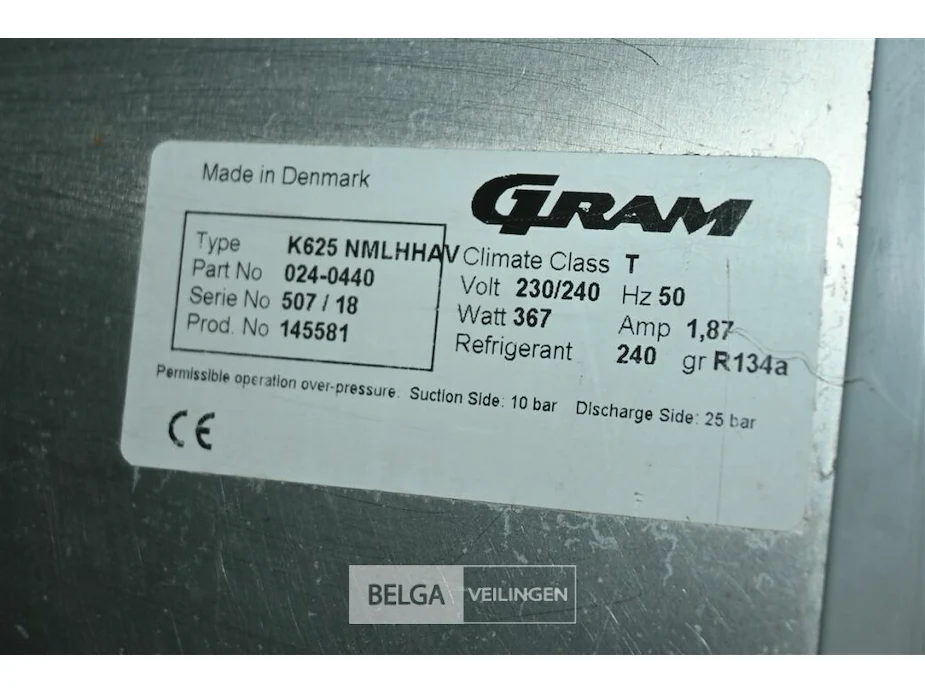 Made in Denmark
GRAM
Type K625 NMLHHAV
Part No 024-0440
Serie No 507 / 18
Prod. No 145581
Climate Class T
Volt 230/240 Hz 50
Watt 367 Amp 1,87
Refrigerant 240 gr R134a
Permissible operation over-pressure. Suction Side: 10 bar Discharge Side: 25 bar
CE
BELGA VEILINGEN